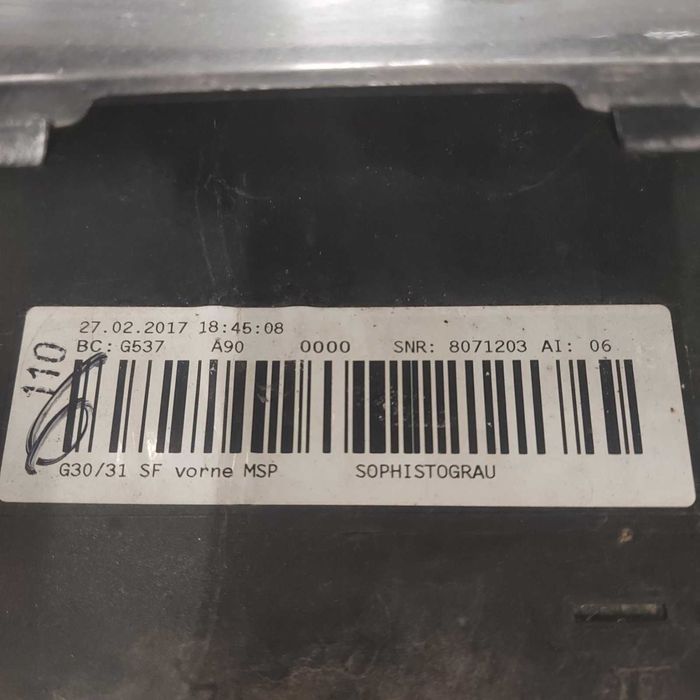 27.02.2017 18:45:08
BC: G537 A90 0000 SNR: 8071203 AI: 06
110
G30/31 SF vorne MSP SOPHISTOGRAU